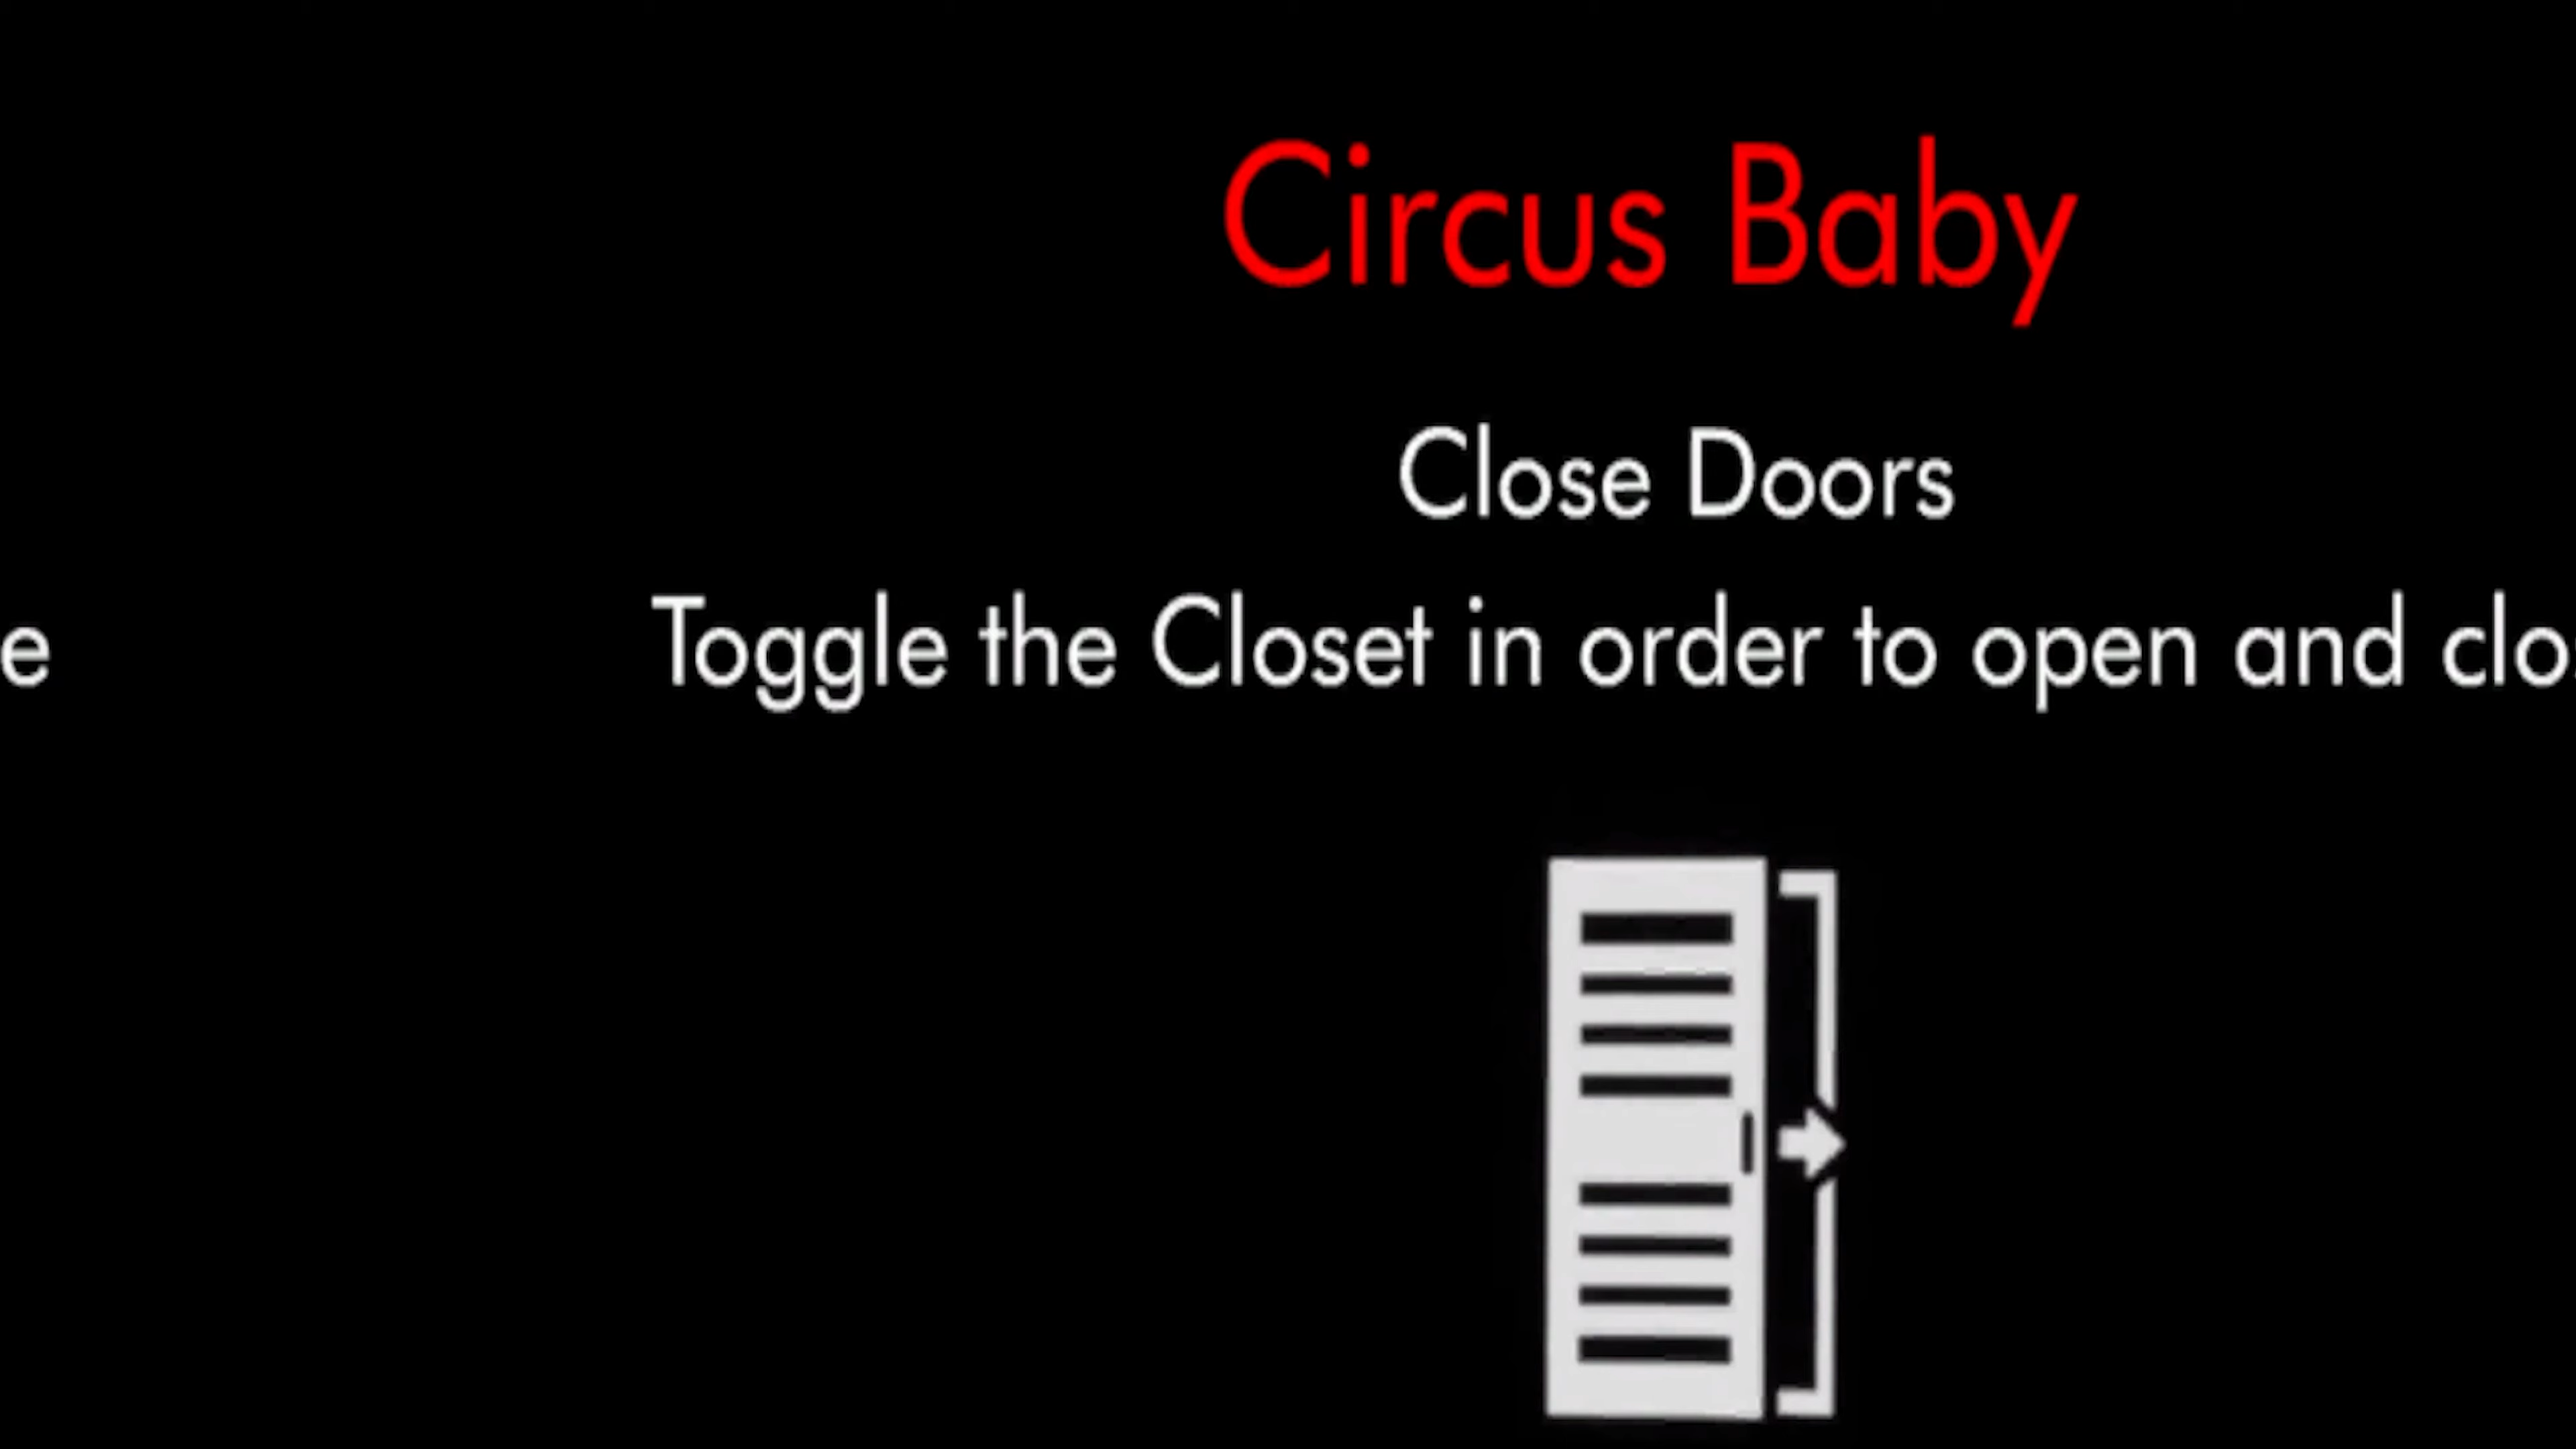 Circus Baby
Close Doors
e
Toggle the Closet in order to open and clo